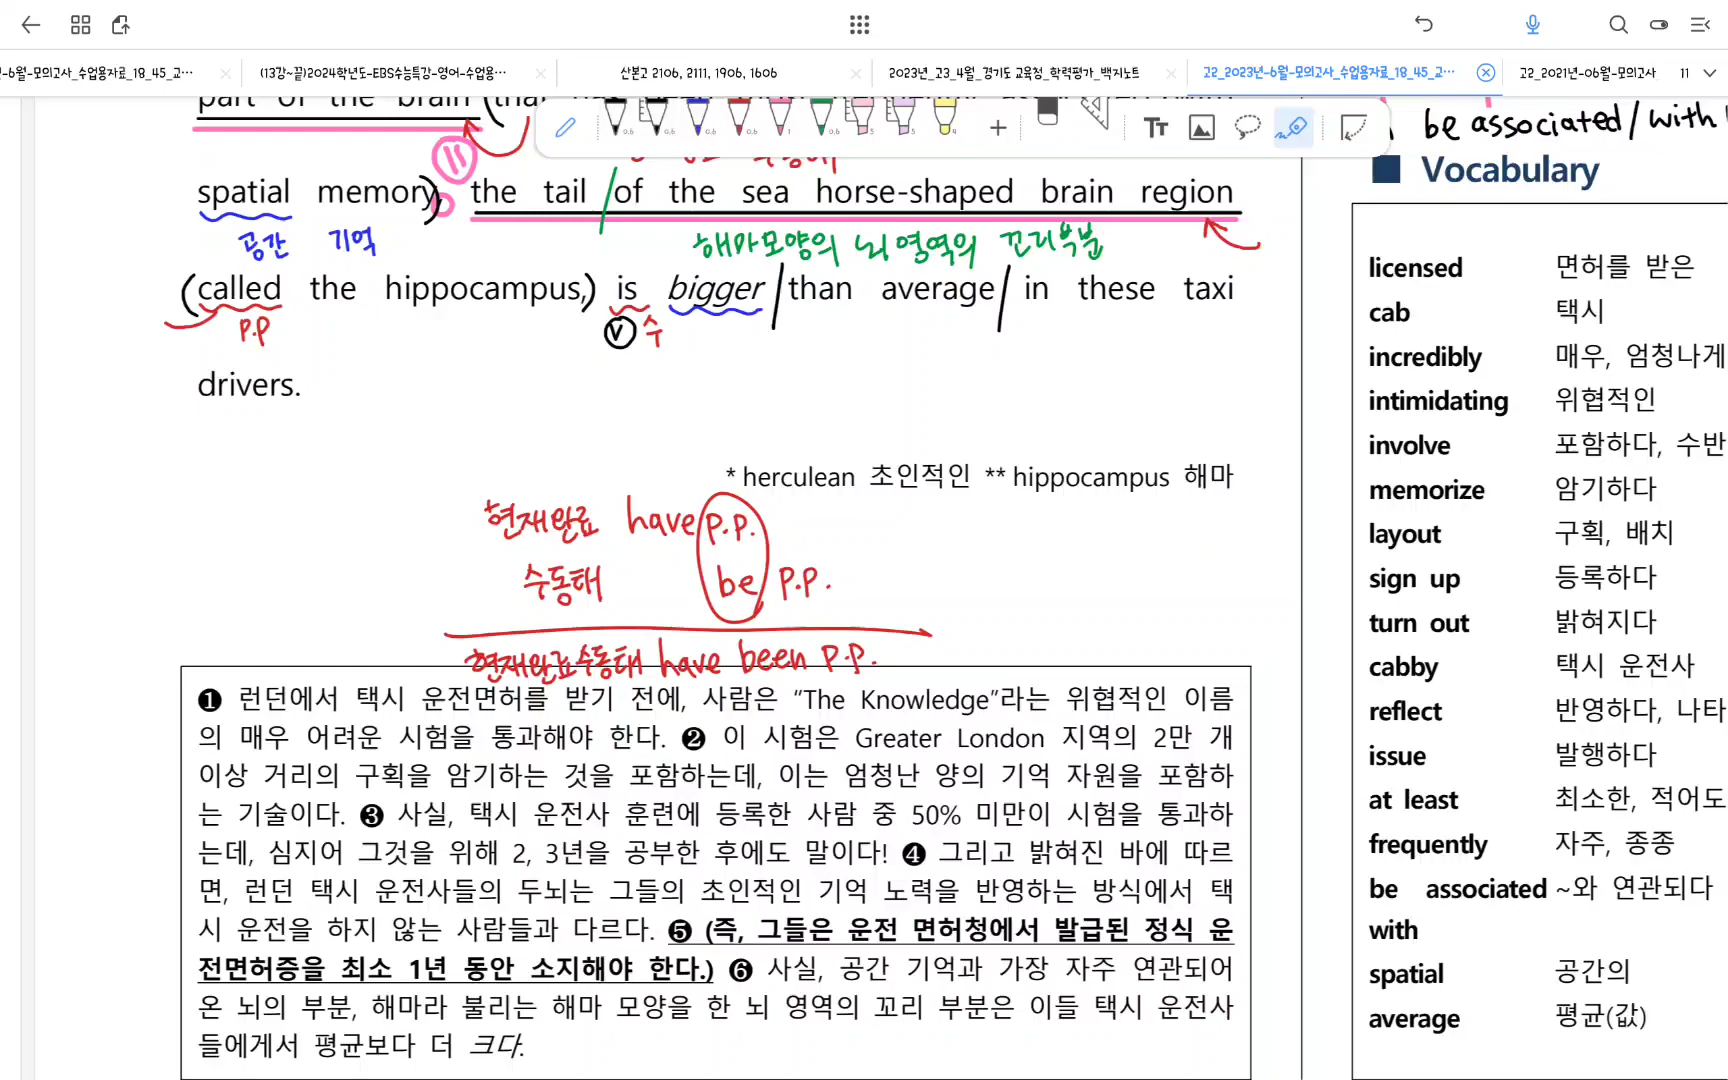 년-6월-모의고사_수업용자료_18_45_고…
(13강~끝)2024학년도-EBS수능특강-영어-수업용…
산본고 2106, 2111, 1906, 1606
2023년_고3_4월_경기도 교육청_학력평가_백지노트
고2_2023년-6월-모의고사_수업용자료_18_45_고…
고2_2021년-06월-모의고사
11
part of the brain (tha
be associated / with
Vocabulary
spatial memory), the tail / of the sea horse-shaped brain region
공간 기억
해마모양의 뇌 영역의 꼬리부분
(called the hippocampus,) is bigger / than average / in these taxi
p.p
V 수
drivers.
* herculean 초인적인 ** hippocampus 해마
현재완료 have p.p.
수동태 be p.p.
현재완료수동태 have been p.p.
❶ 런던에서 택시 운전면허를 받기 전에, 사람은 “The Knowledge”라는 위협적인 이름
의 매우 어려운 시험을 통과해야 한다. ❷ 이 시험은 Greater London 지역의 2만 개
이상 거리의 구획을 암기하는 것을 포함하는데, 이는 엄청난 양의 기억 자원을 포함하
는 기술이다. ❸ 사실, 택시 운전사 훈련에 등록한 사람 중 50% 미만이 시험을 통과하
는데, 심지어 그것을 위해 2, 3년을 공부한 후에도 말이다! ❹ 그리고 밝혀진 바에 따르
면, 런던 택시 운전사들의 두뇌는 그들의 초인적인 기억 노력을 반영하는 방식에서 택
시 운전을 하지 않는 사람들과 다르다. ❺ (즉, 그들은 운전 면허청에서 발급된 정식 운
전면허증을 최소 1년 동안 소지해야 한다.) ❻ 사실, 공간 기억과 가장 자주 연관되어
온 뇌의 부분, 해마라 불리는 해마 모양을 한 뇌 영역의 꼬리 부분은 이들 택시 운전사
들에게서 평균보다 더 크다.
licensed 면허를 받은
cab 택시
incredibly 매우, 엄청나게
intimidating 위협적인
involve 포함하다, 수반
memorize 암기하다
layout 구획, 배치
sign up 등록하다
turn out 밝혀지다
cabby 택시 운전사
reflect 반영하다, 나타
issue 발행하다
at least 최소한, 적어도
frequently 자주, 종종
be associated ~와 연관되다
with
spatial 공간의
average 평균(값)